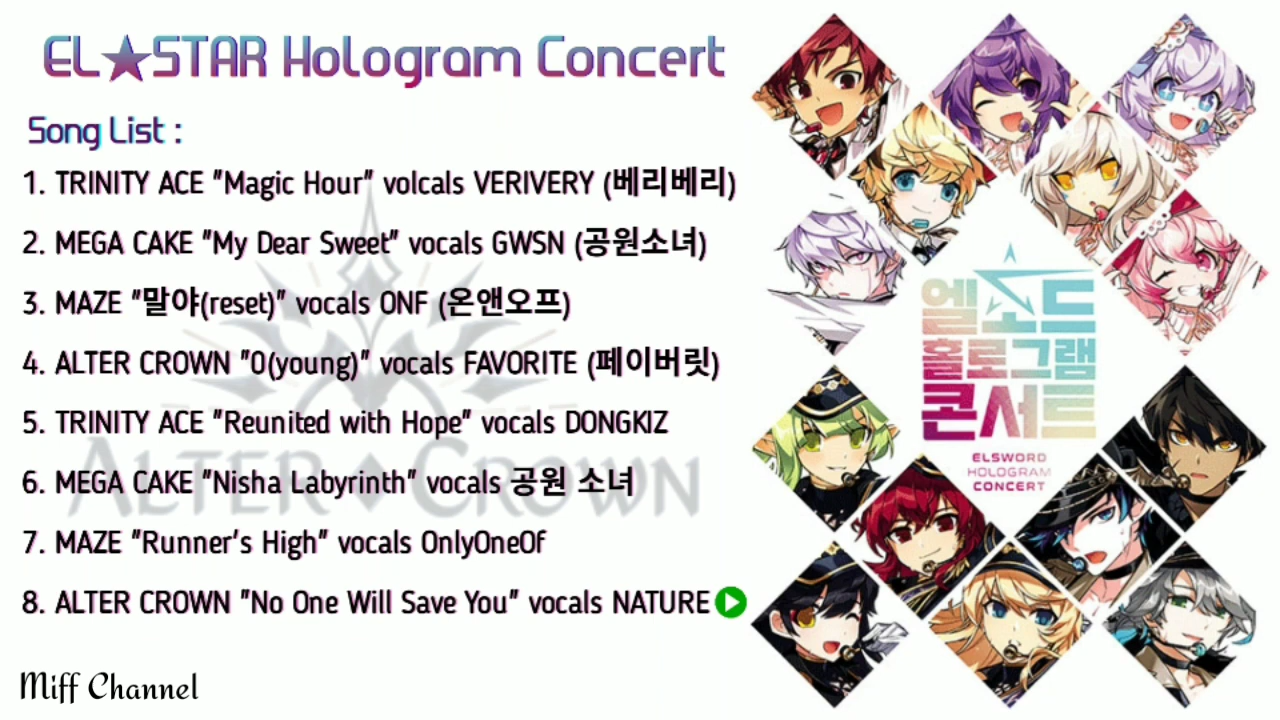 EL★STAR Hologram Concert
Song List :
1. TRINITY ACE "Magic Hour" volcals VERIVERY (베리베리)
2. MEGA CAKE "My Dear Sweet" vocals GWSN (공원소녀)
3. MAZE "말야(reset)" vocals ONF (온앤오프)
4. ALTER CROWN "0(young)" vocals FAVORITE (페이버릿)
5. TRINITY ACE "Reunited with Hope" vocals DONGKIZ
6. MEGA CAKE "Nisha Labyrinth" vocals 공원 소녀
7. MAZE "Runner's High" vocals OnlyOneOf
8. ALTER CROWN "No One Will Save You" vocals NATURE
ALTER CROWN
Miff Channel
엘소드
홀로그램
콘서트
ELSWORD
HOLOGRAM
CONCERT